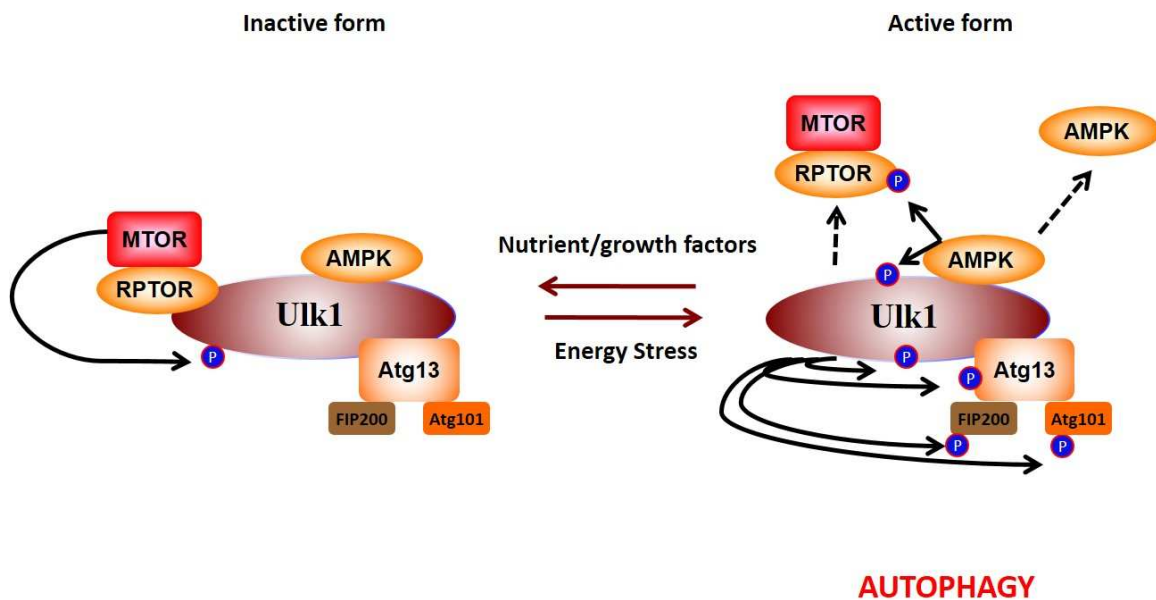 Inactive form
Active form
MTOR
RPTOR
AMPK
Ulk1
P
Atg13
FIP200
Atg101
Nutrient/growth factors
Energy Stress
MTOR
RPTOR
P
AMPK
AMPK
P
Ulk1
P
P
Atg13
FIP200
Atg101
P
P
AUTOPHAGY